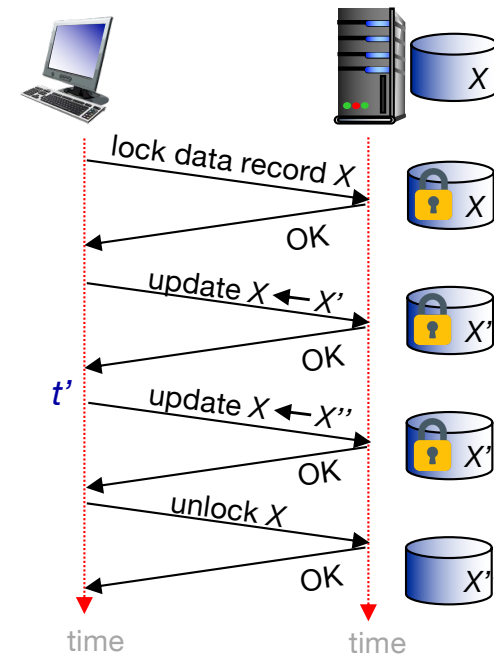 X
lock data record X
X
OK
update X ← X’
X’
OK
t’
update X ← X’’
X’
OK
unlock X
X’
OK
time
time